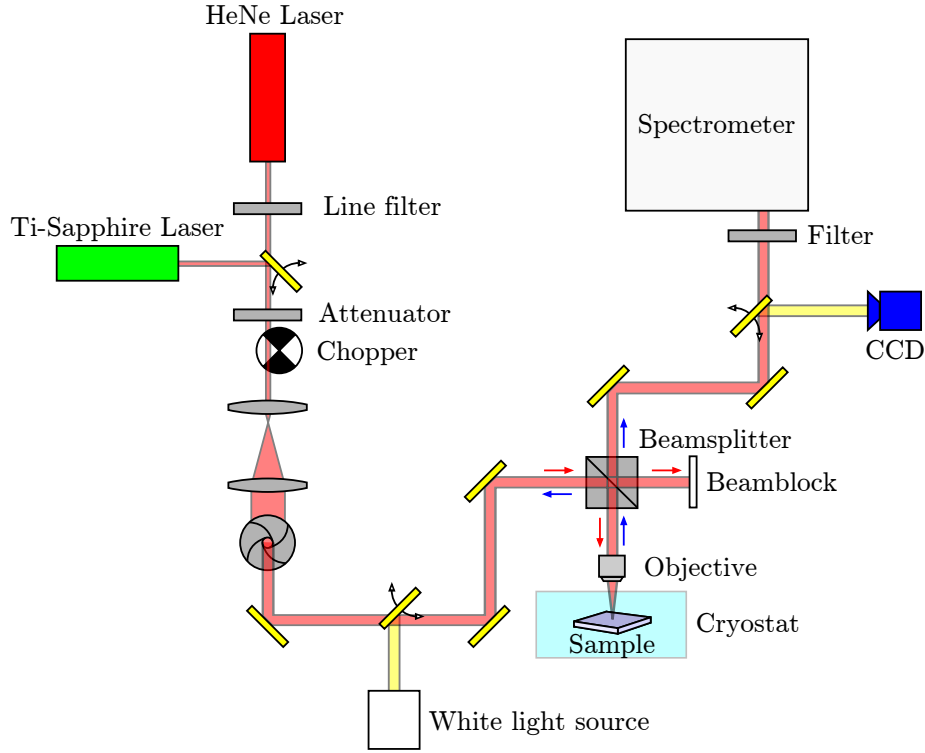 HeNe Laser
Spectrometer
Line filter
Ti-Sapphire Laser
Filter
Attenuator
Chopper
CCD
Beamsplitter
Beamblock
Objective
Cryostat
Sample
White light source